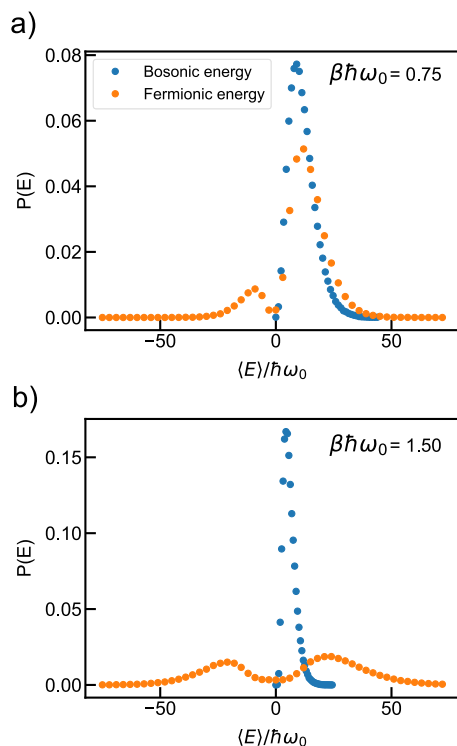 a)
0.08
βħω₀ = 0.75
Bosonic energy
Fermionic energy
0.06
0.04
0.02
0.00
P(E)
−50 0 50
⟨E⟩/ħω₀
b)
βħω₀ = 1.50
0.15
0.10
0.05
0.00
P(E)
−50 0 50
⟨E⟩/ħω₀